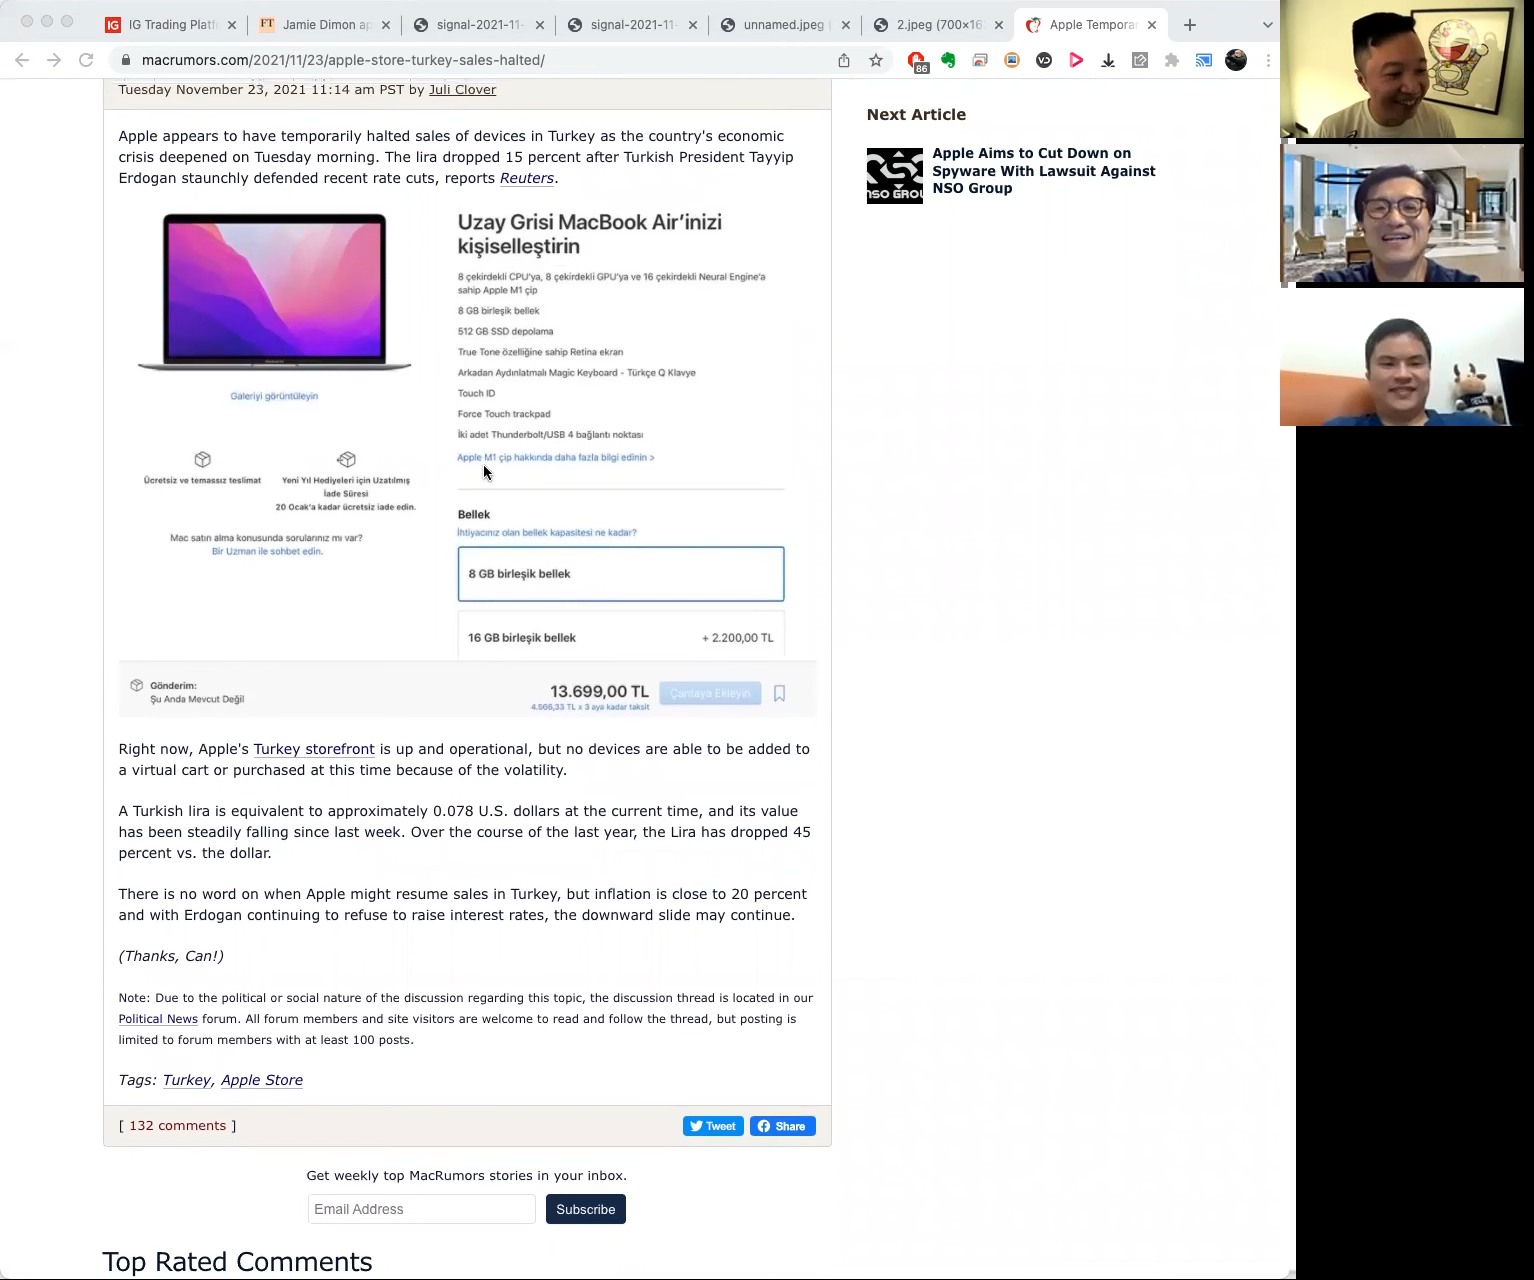 IG Trading Platf
Jamie Dimon ap
signal-2021-11-
signal-2021-11-
unnamed.jpeg
2.jpeg (700×16
Apple Tempora
macrumors.com/2021/11/23/apple-store-turkey-sales-halted/
86
Tuesday November 23, 2021 11:14 am PST by Juli Clover
Apple appears to have temporarily halted sales of devices in Turkey as the country's economic
crisis deepened on Tuesday morning. The lira dropped 15 percent after Turkish President Tayyip
Erdogan staunchly defended recent rate cuts, reports Reuters.
Uzay Grisi MacBook Air'inizi
kişiselleştirin
8 çekirdekli CPU'ya, 8 çekirdekli GPU'ya ve 16 çekirdekli Neural Engine'a
sahip Apple M1 çip
8 GB birleşik bellek
512 GB SSD depolama
True Tone özelliğine sahip Retina ekran
Arkadan Aydınlatmalı Magic Keyboard - Türkçe Q Klavye
Touch ID
Force Touch trackpad
İki adet Thunderbolt/USB 4 bağlantı noktası
Apple M1 çip hakkında daha fazla bilgi edinin >
Galeriyi görüntüleyin
Ücretsiz ve temassız teslimat
Yeni Yıl Hediyeleri için Uzatılmış
İade Süresi
20 Ocak'a kadar ücretsiz iade edin.
Mac satın alma konusunda sorularınız mı var?
Bir Uzman ile sohbet edin.
Bellek
İhtiyacınız olan bellek kapasitesi ne kadar?
8 GB birleşik bellek
16 GB birleşik bellek + 2.200,00 TL
Gönderim:
Şu Anda Mevcut Değil
13.699,00 TL
4.566,33 TL x 3 aya kadar taksit
Çantaya Ekleyin
Right now, Apple's Turkey storefront is up and operational, but no devices are able to be added to
a virtual cart or purchased at this time because of the volatility.
A Turkish lira is equivalent to approximately 0.078 U.S. dollars at the current time, and its value
has been steadily falling since last week. Over the course of the last year, the Lira has dropped 45
percent vs. the dollar.
There is no word on when Apple might resume sales in Turkey, but inflation is close to 20 percent
and with Erdogan continuing to refuse to raise interest rates, the downward slide may continue.
(Thanks, Can!)
Note: Due to the political or social nature of the discussion regarding this topic, the discussion thread is located in our
Political News forum. All forum members and site visitors are welcome to read and follow the thread, but posting is
limited to forum members with at least 100 posts.
Tags: Turkey, Apple Store
[ 132 comments ]
Tweet
Share
Get weekly top MacRumors stories in your inbox.
Email Address
Subscribe
Top Rated Comments
Next Article
NSO GROU
Apple Aims to Cut Down on
Spyware With Lawsuit Against
NSO Group